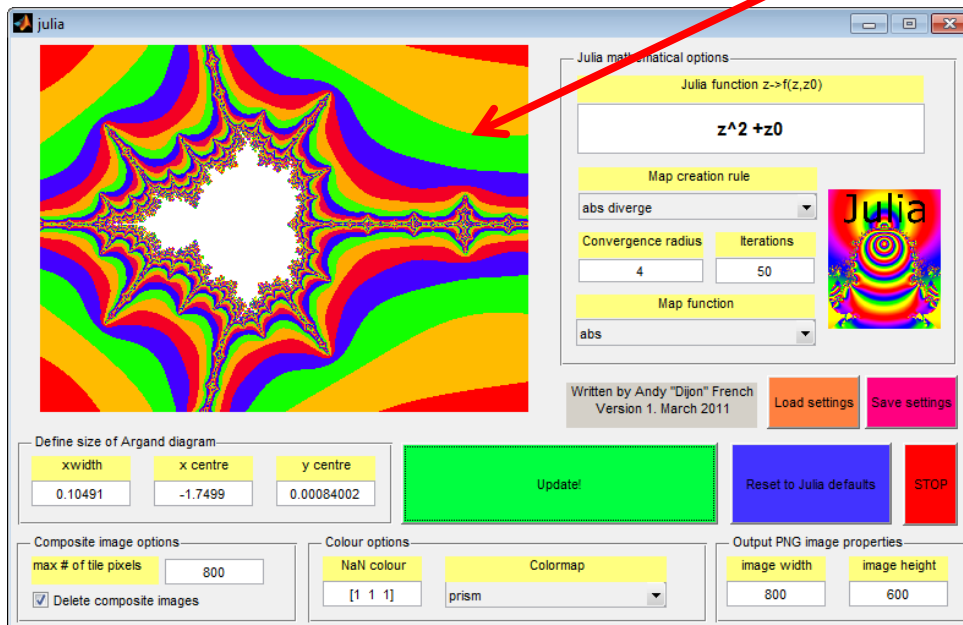 julia
Julia mathematical options
Julia function z->f(z,z0)
z^2 +z0
Map creation rule
abs diverge
Convergence radius
Iterations
4
50
Map function
abs
Julia
Written by Andy "Dijon" French
Version 1. March 2011
Load settings
Save settings
Define size of Argand diagram
xwidth
x centre
y centre
0.10491
-1.7499
0.00084002
Update!
Reset to Julia defaults
STOP
Composite image options
max # of tile pixels
800
Delete composite images
Colour options
NaN colour
Colormap
[1 1 1]
prism
Output PNG image properties
image width
image height
800
600